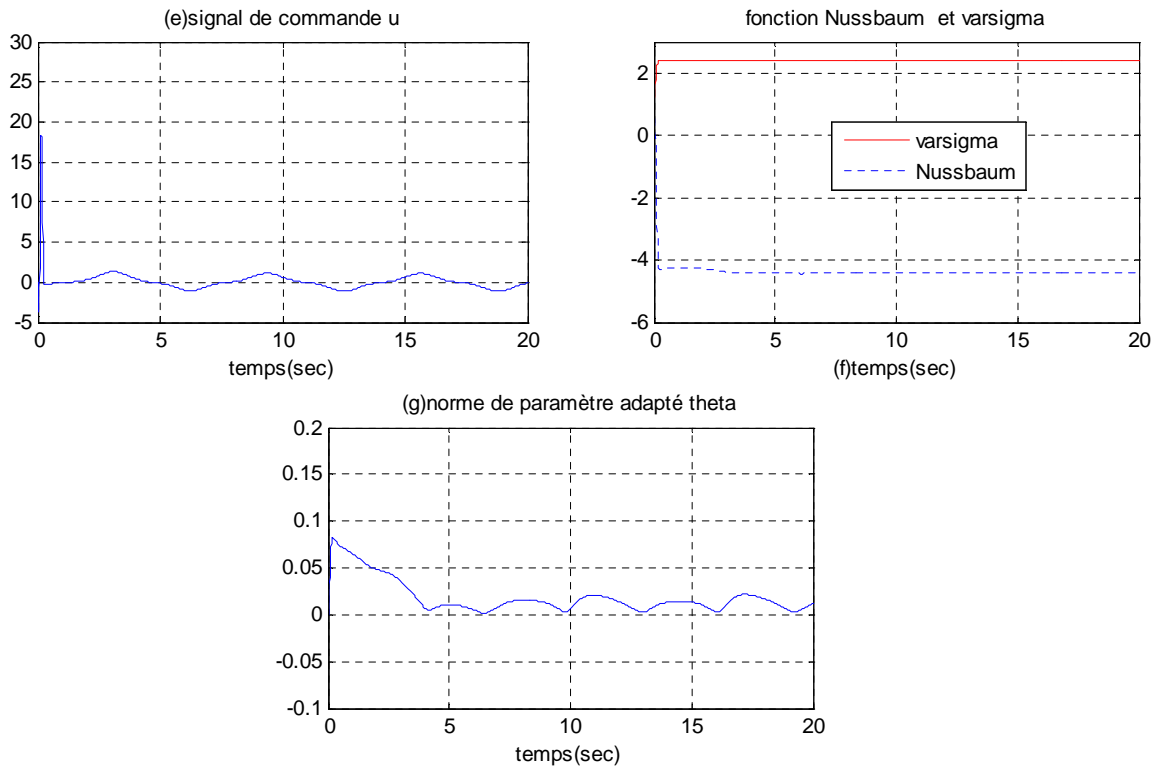 (e)signal de commande u
30
25
20
15
10
5
0
-5
0 5 10 15 20
temps(sec)
fonction Nussbaum et varsigma
2
0
-2
-4
-6
varsigma
Nussbaum
0 5 10 15 20
(f)temps(sec)
(g)norme de paramètre adapté theta
0.2
0.15
0.1
0.05
0
-0.05
-0.1
0 5 10 15 20
temps(sec)